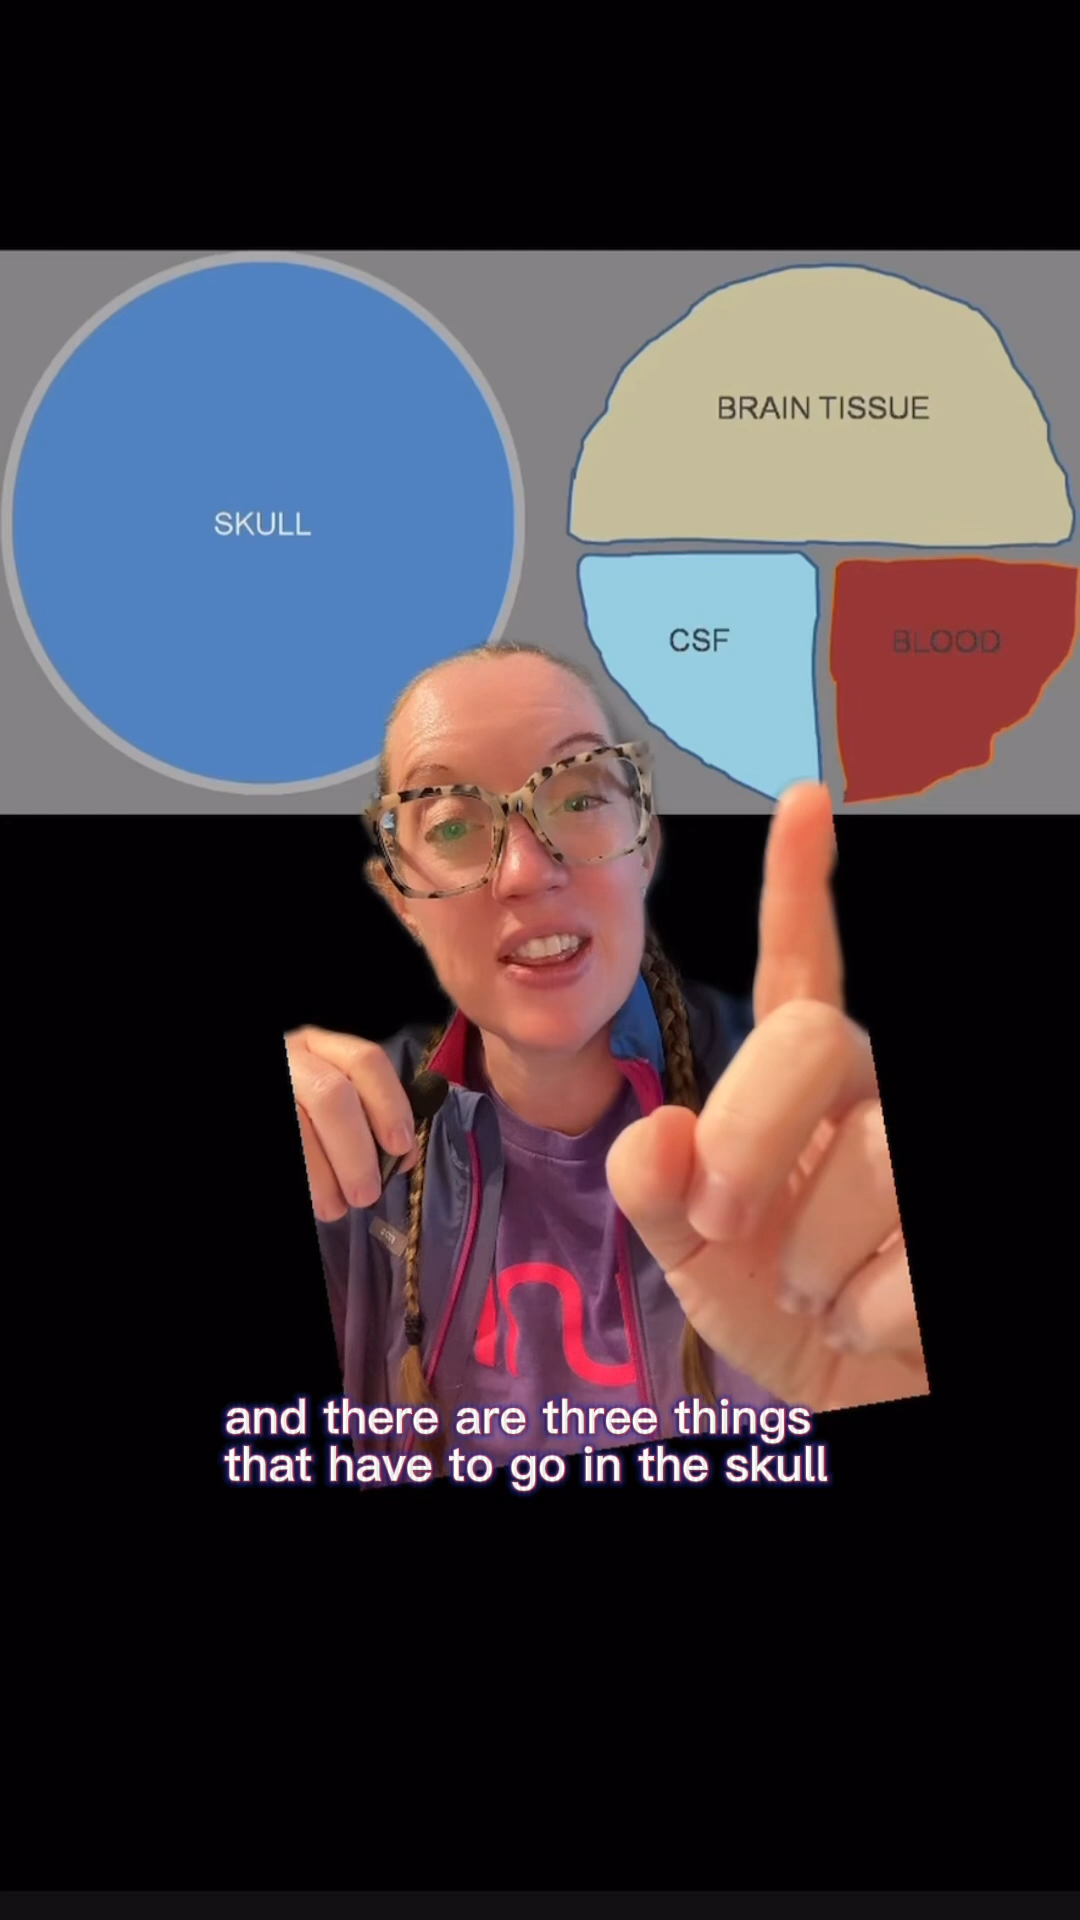 SKULL
BRAIN TISSUE
CSF
BLOOD
and there are three things
that have to go in the skull